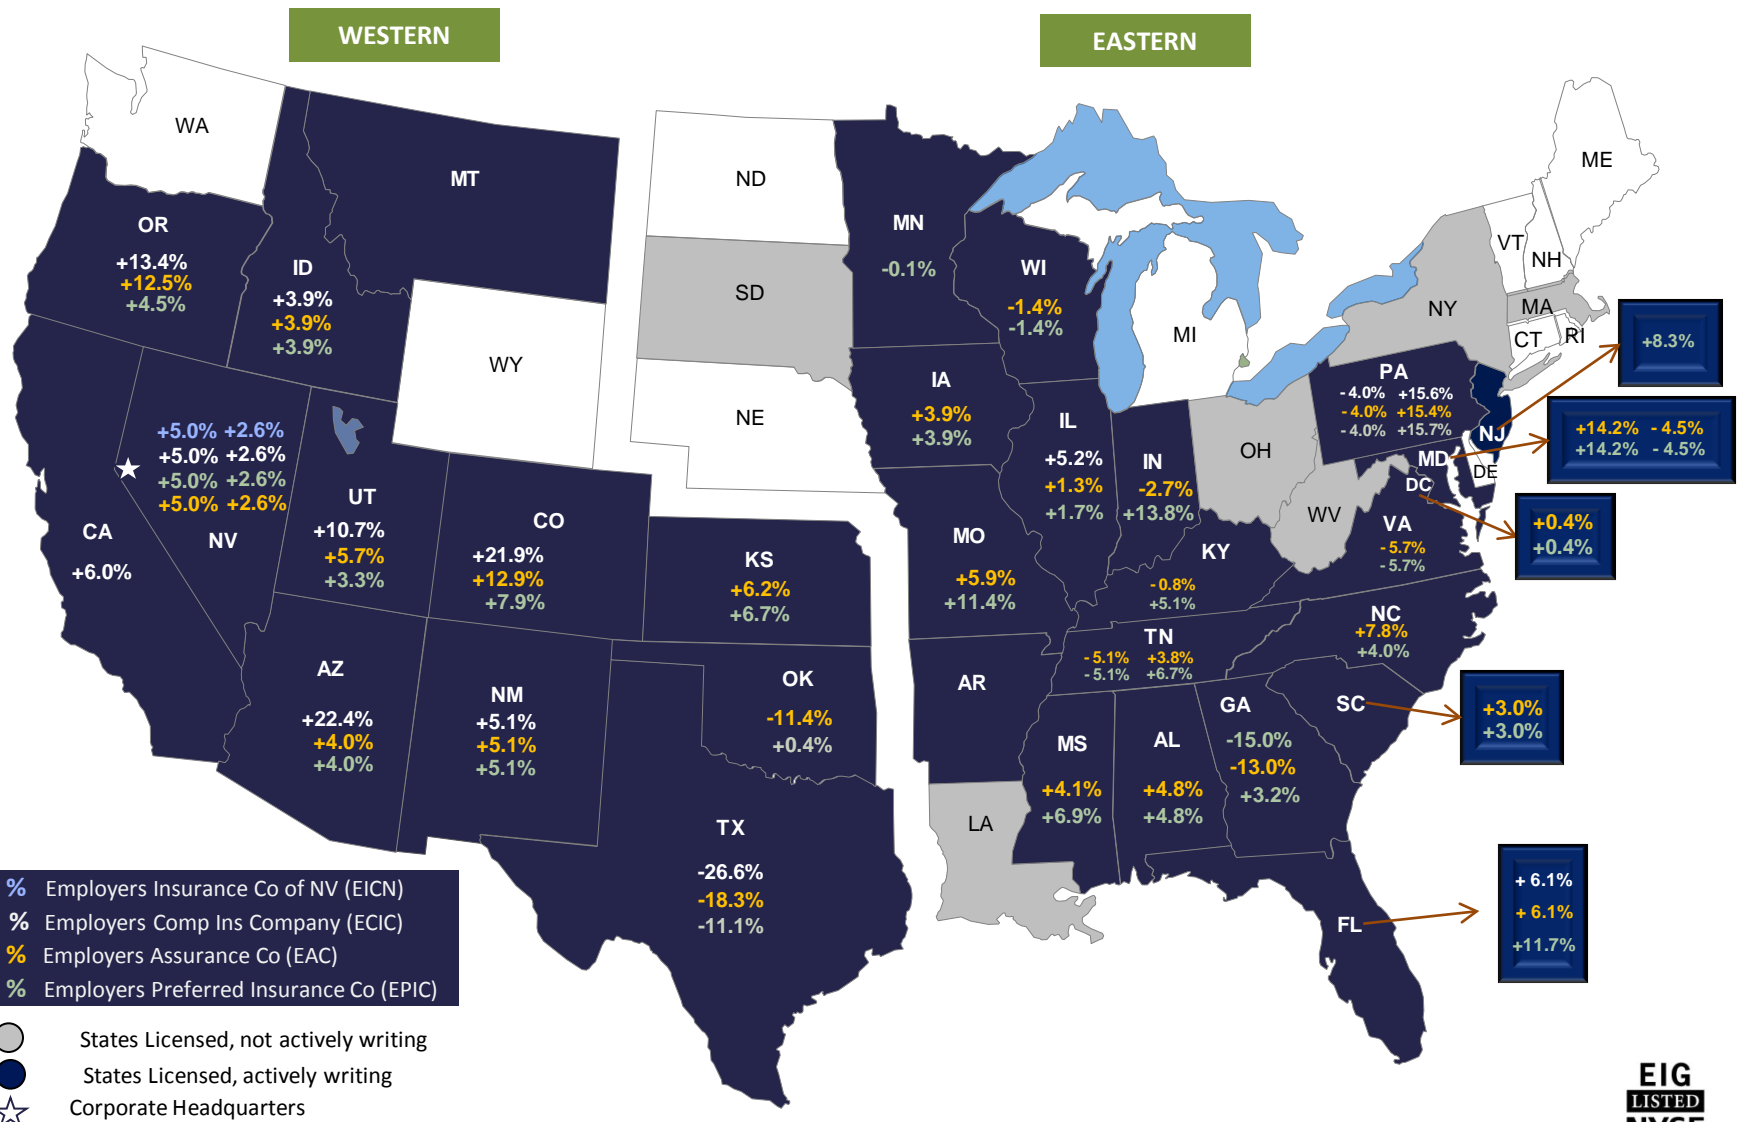 WESTERN
EASTERN
WA
MT
ND
ME
OR
+13.4%
+12.5%
+4.5%
ID
+3.9%
+3.9%
+3.9%
MN
-0.1%
WI
-1.4%
-1.4%
VT
NH
SD
NY
MA
CT
RI
MI
WY
+8.3%
PA
- 4.0% +15.6%
- 4.0% +15.4%
- 4.0% +15.7%
IA
+3.9%
+3.9%
NE
+5.0% +2.6%
+5.0% +2.6%
+5.0% +2.6%
+5.0% +2.6%
NV
IL
+5.2%
+1.3%
+1.7%
IN
-2.7%
+13.8%
OH
NJ
+14.2% - 4.5%
+14.2% - 4.5%
MD
DE
DC
UT
+10.7%
+5.7%
+3.3%
CO
+21.9%
+12.9%
+7.9%
CA
+6.0%
KS
+6.2%
+6.7%
MO
+5.9%
+11.4%
KY
- 0.8%
+5.1%
WV
VA
- 5.7%
- 5.7%
+0.4%
+0.4%
NC
+7.8%
+4.0%
TN
- 5.1% +3.8%
- 5.1% +6.7%
AZ
+22.4%
+4.0%
+4.0%
NM
+5.1%
+5.1%
+5.1%
OK
-11.4%
+0.4%
AR
MS
+4.1%
+6.9%
AL
+4.8%
+4.8%
GA
-15.0%
-13.0%
+3.2%
SC
+3.0%
+3.0%
LA
TX
-26.6%
-18.3%
-11.1%
FL
+ 6.1%
+ 6.1%
+11.7%
% Employers Insurance Co of NV (EICN)
% Employers Comp Ins Company (ECIC)
% Employers Assurance Co (EAC)
% Employers Preferred Insurance Co (EPIC)
States Licensed, not actively writing
States Licensed, actively writing
Corporate Headquarters
EIG
LISTED
NYSE